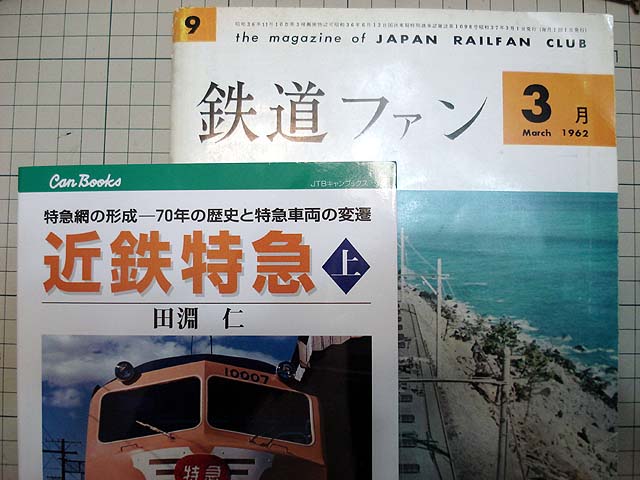 9
the magazine of JAPAN RAILFAN CLUB
鉄道ファン
3月
March 1962
Can Books
JTBキャンブックス
特急網の形成—70年の歴史と特急車両の変遷
近鉄特急 上
田淵 仁
10007
特急